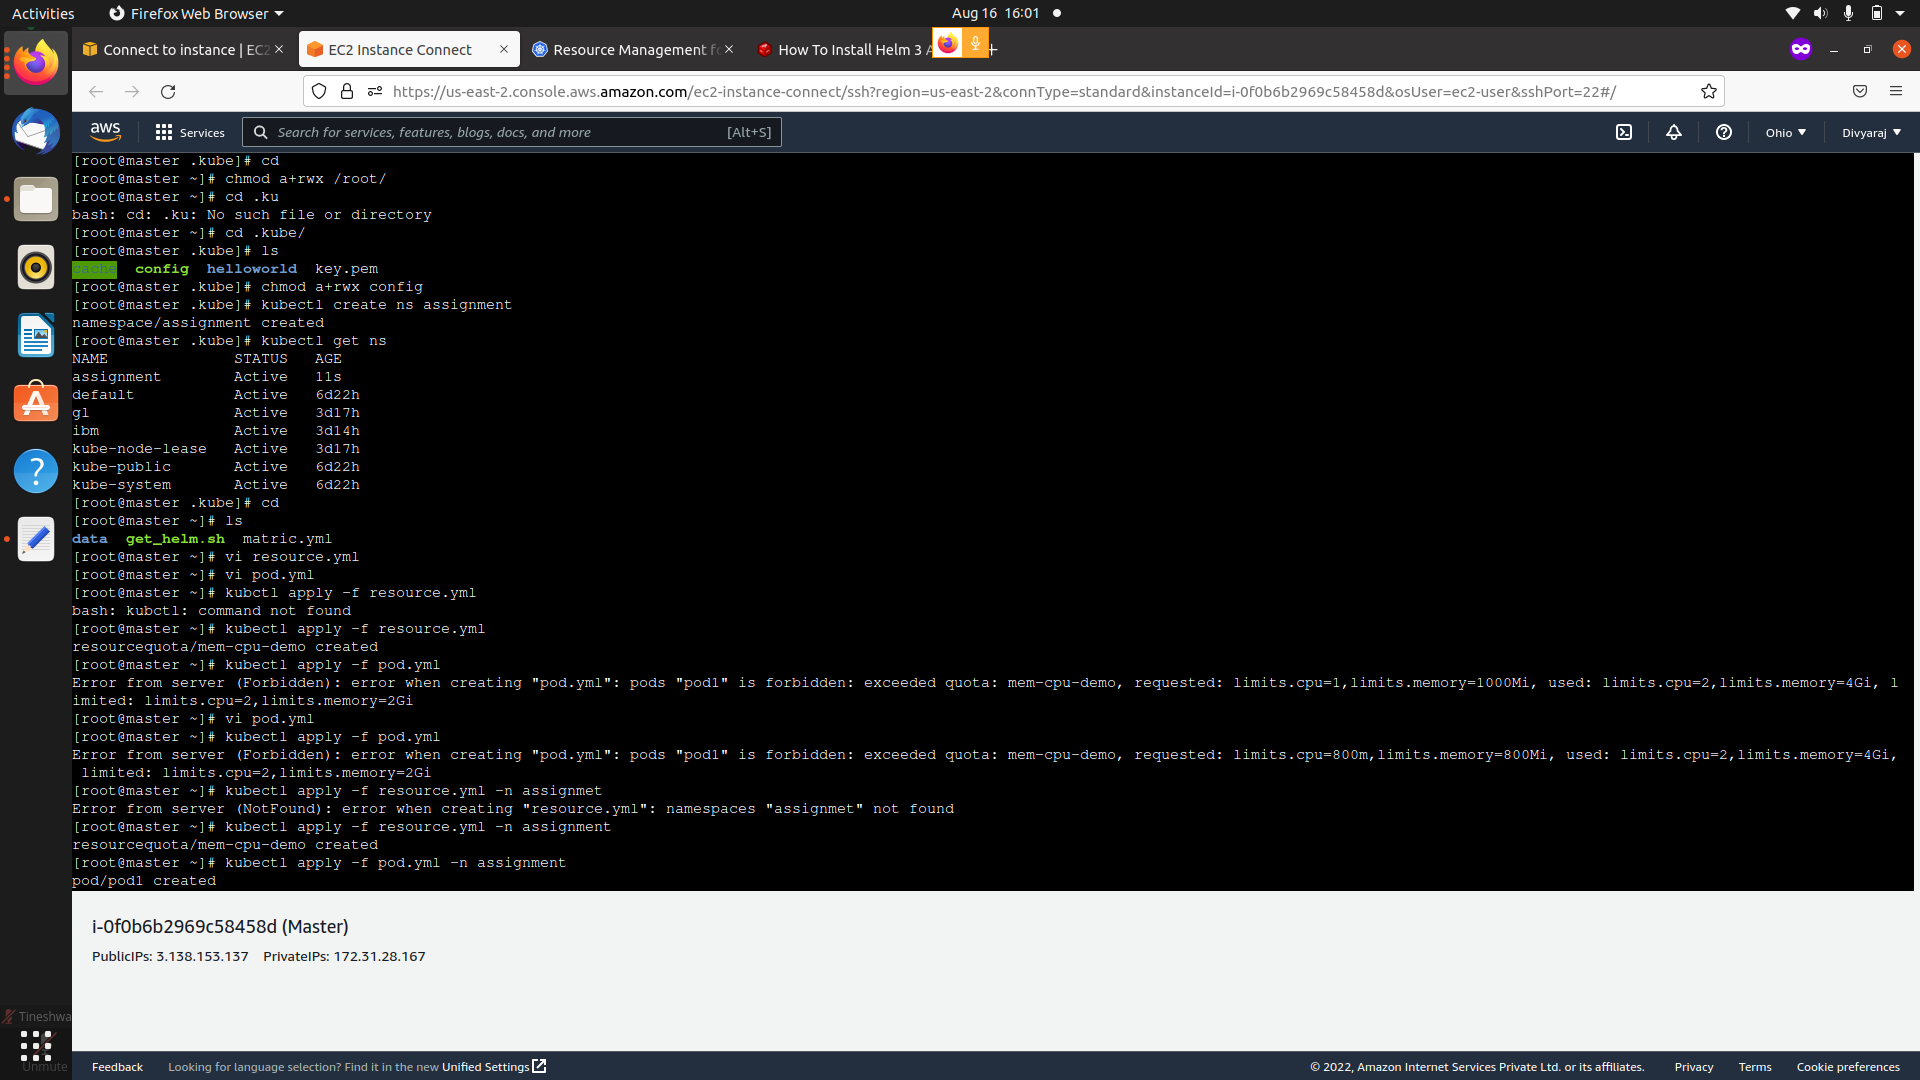 Activities
Firefox Web Browser
Aug 16 16:01
Connect to instance | EC2
EC2 Instance Connect
Resource Management fo
How To Install Helm 3 A
https://us-east-2.console.aws.amazon.com/ec2-instance-connect/ssh?region=us-east-2&connType=standard&instanceId=i-0f0b6b2969c58458d&osUser=ec2-user&sshPort=22#/
aws
Services
Search for services, features, blogs, docs, and more
[Alt+S]
Ohio
Divyaraj
[root@master .kube]# cd
[root@master ~]# chmod a+rwx /root/
[root@master ~]# cd .ku
bash: cd: .ku: No such file or directory
[root@master ~]# cd .kube/
[root@master .kube]# ls
cache config helloworld key.pem
[root@master .kube]# chmod a+rwx config
[root@master .kube]# kubectl create ns assignment
namespace/assignment created
[root@master .kube]# kubectl get ns
NAME STATUS AGE
assignment Active 11s
default Active 6d22h
gl Active 3d17h
ibm Active 3d14h
kube-node-lease Active 3d17h
kube-public Active 6d22h
kube-system Active 6d22h
[root@master .kube]# cd
[root@master ~]# ls
data get_helm.sh matric.yml
[root@master ~]# vi resource.yml
[root@master ~]# vi pod.yml
[root@master ~]# kubctl apply -f resource.yml
bash: kubctl: command not found
[root@master ~]# kubectl apply -f resource.yml
resourcequota/mem-cpu-demo created
[root@master ~]# kubectl apply -f pod.yml
Error from server (Forbidden): error when creating "pod.yml": pods "pod1" is forbidden: exceeded quota: mem-cpu-demo, requested: limits.cpu=1,limits.memory=1000Mi, used: limits.cpu=2,limits.memory=4Gi, l
imited: limits.cpu=2,limits.memory=2Gi
[root@master ~]# vi pod.yml
[root@master ~]# kubectl apply -f pod.yml
Error from server (Forbidden): error when creating "pod.yml": pods "pod1" is forbidden: exceeded quota: mem-cpu-demo, requested: limits.cpu=800m,limits.memory=800Mi, used: limits.cpu=2,limits.memory=4Gi,
limited: limits.cpu=2,limits.memory=2Gi
[root@master ~]# kubectl apply -f resource.yml -n assignmet
Error from server (NotFound): error when creating "resource.yml": namespaces "assignmet" not found
[root@master ~]# kubectl apply -f resource.yml -n assignment
resourcequota/mem-cpu-demo created
[root@master ~]# kubectl apply -f pod.yml -n assignment
pod/pod1 created
i-0f0b6b2969c58458d (Master)
PublicIPs: 3.138.153.137 PrivateIPs: 172.31.28.167
Tineshwa
Unmute
Feedback
Looking for language selection? Find it in the new Unified Settings
© 2022, Amazon Internet Services Private Ltd. or its affiliates.
Privacy
Terms
Cookie preferences